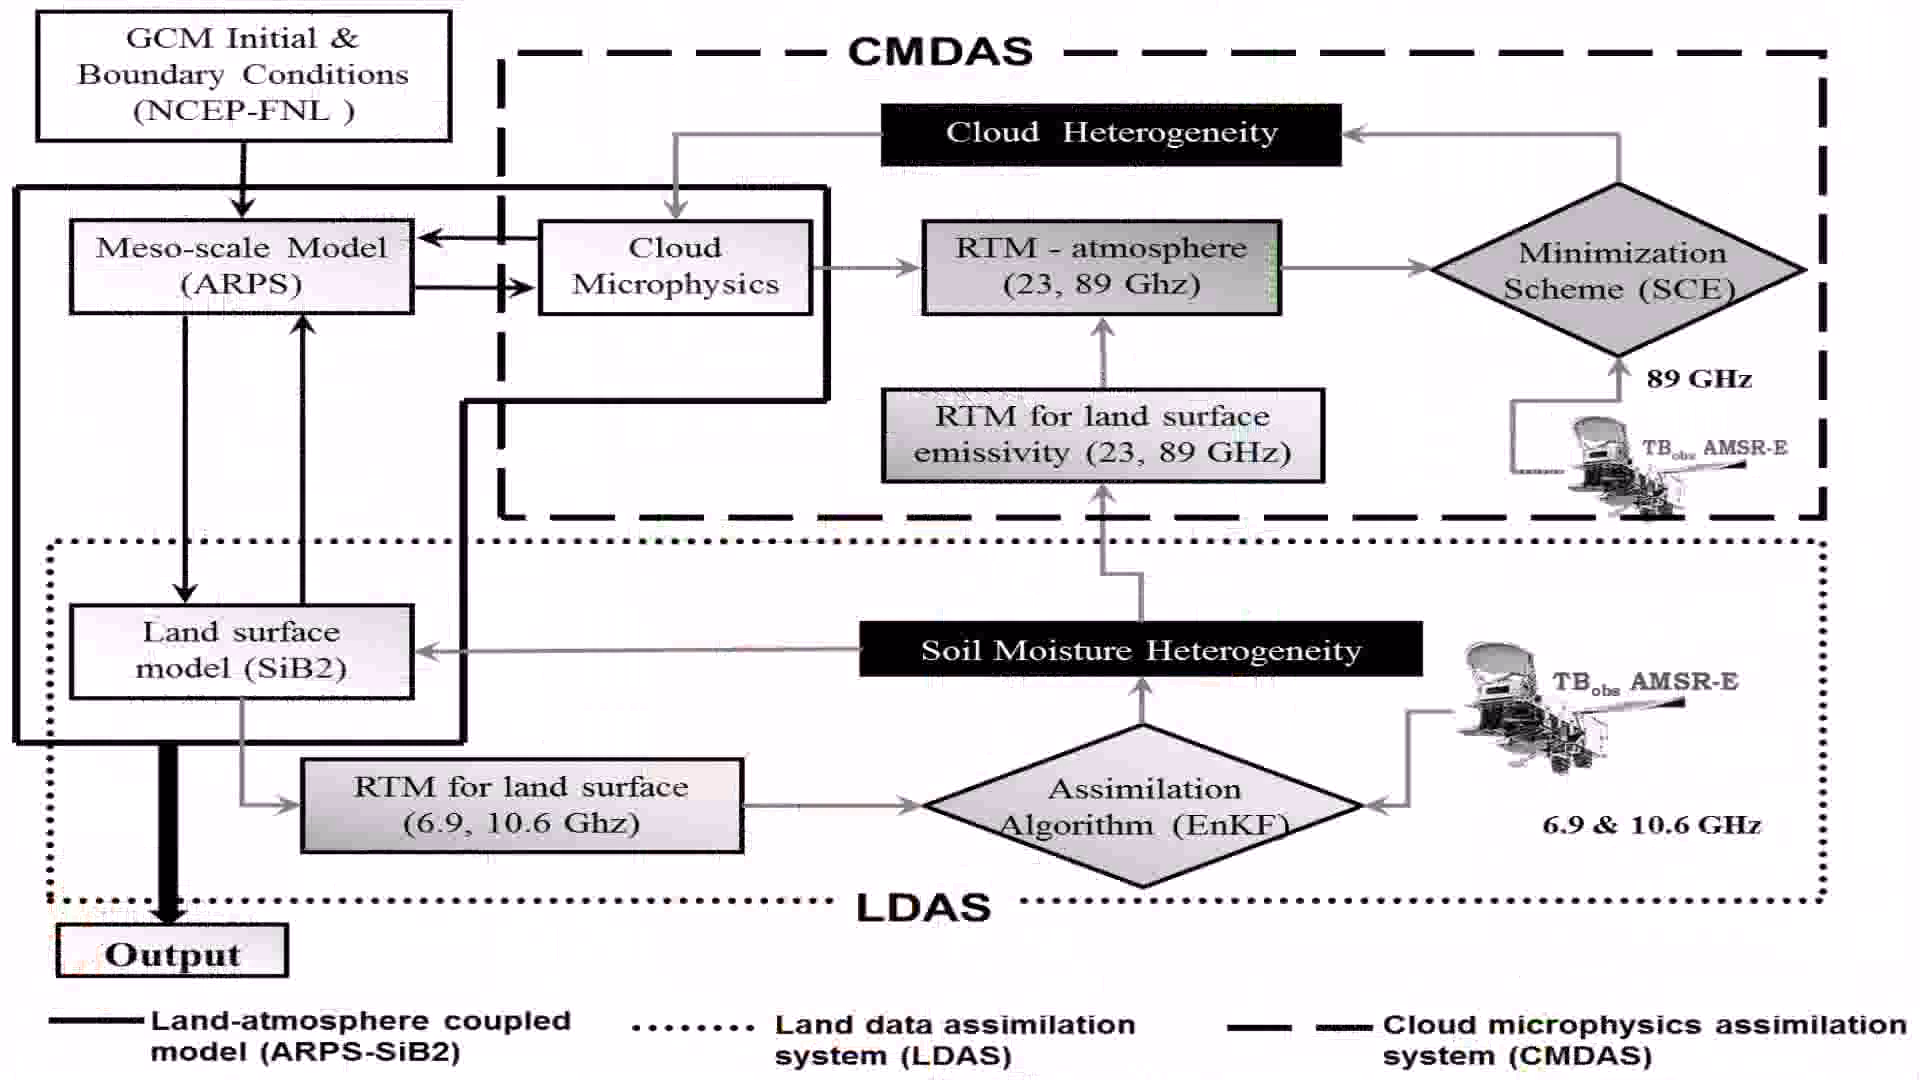 GCM Initial &
Boundary Conditions
(NCEP-FNL )
CMDAS
Cloud Heterogeneity
Meso-scale Model
(ARPS)
Cloud
Microphysics
RTM - atmosphere
(23, 89 Ghz)
Minimization
Scheme (SCE)
89 GHz
RTM for land surface
emissivity (23, 89 GHz)
TBobs AMSR-E
Land surface
model (SiB2)
Soil Moisture Heterogeneity
TBobs AMSR-E
RTM for land surface
(6.9, 10.6 Ghz)
Assimilation
Algorithm (EnKF)
6.9 & 10.6 GHz
LDAS
Output
Land-atmosphere coupled
model (ARPS-SiB2)
Land data assimilation
system (LDAS)
Cloud microphysics assimilation
system (CMDAS)